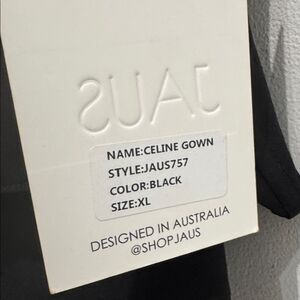 JAUS
NAME:CELINE GOWN
STYLE:JAUS757
COLOR:BLACK
SIZE:XL
DESIGNED IN AUSTRALIA
@SHOPJAUS